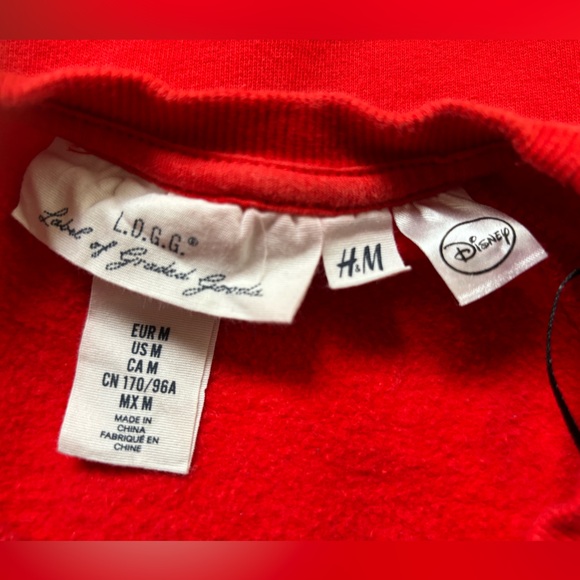 L.O.G.G.®
Label of Graded Goods
H&M
Disney
EUR M
US M
CA M
CN 170/96A
MX M
MADE IN
CHINA
FABRIQUÉ EN
CHINE